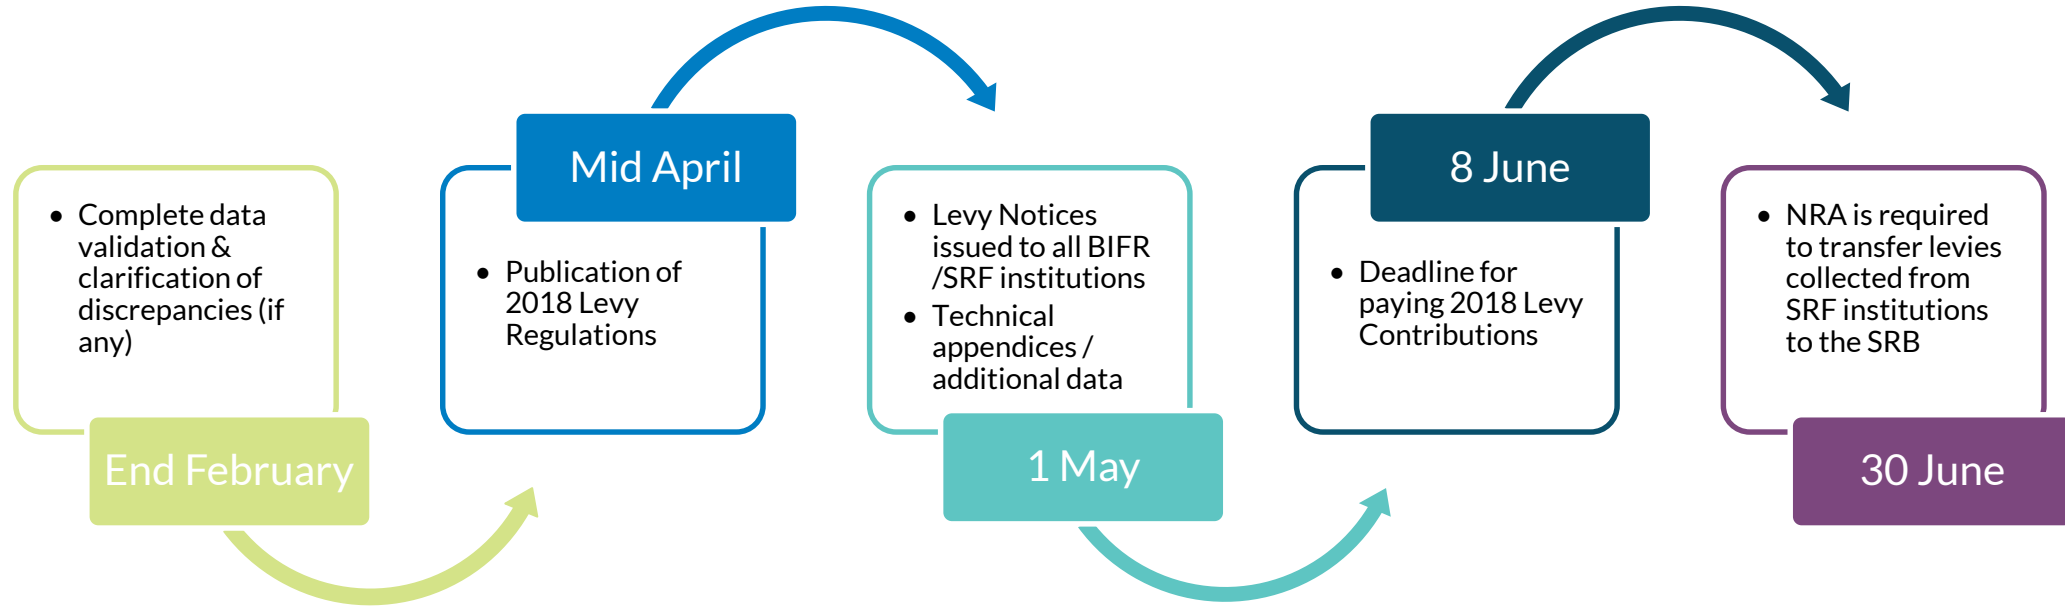 • Complete data
validation &
clarification of
discrepancies (if
any)
End February
Mid April
• Publication of
2018 Levy
Regulations
• Levy Notices
issued to all BIFR
/SRF institutions
• Technical
appendices /
additional data
1 May
8 June
• Deadline for
paying 2018 Levy
Contributions
• NRA is required
to transfer levies
collected from
SRF institutions
to the SRB
30 June